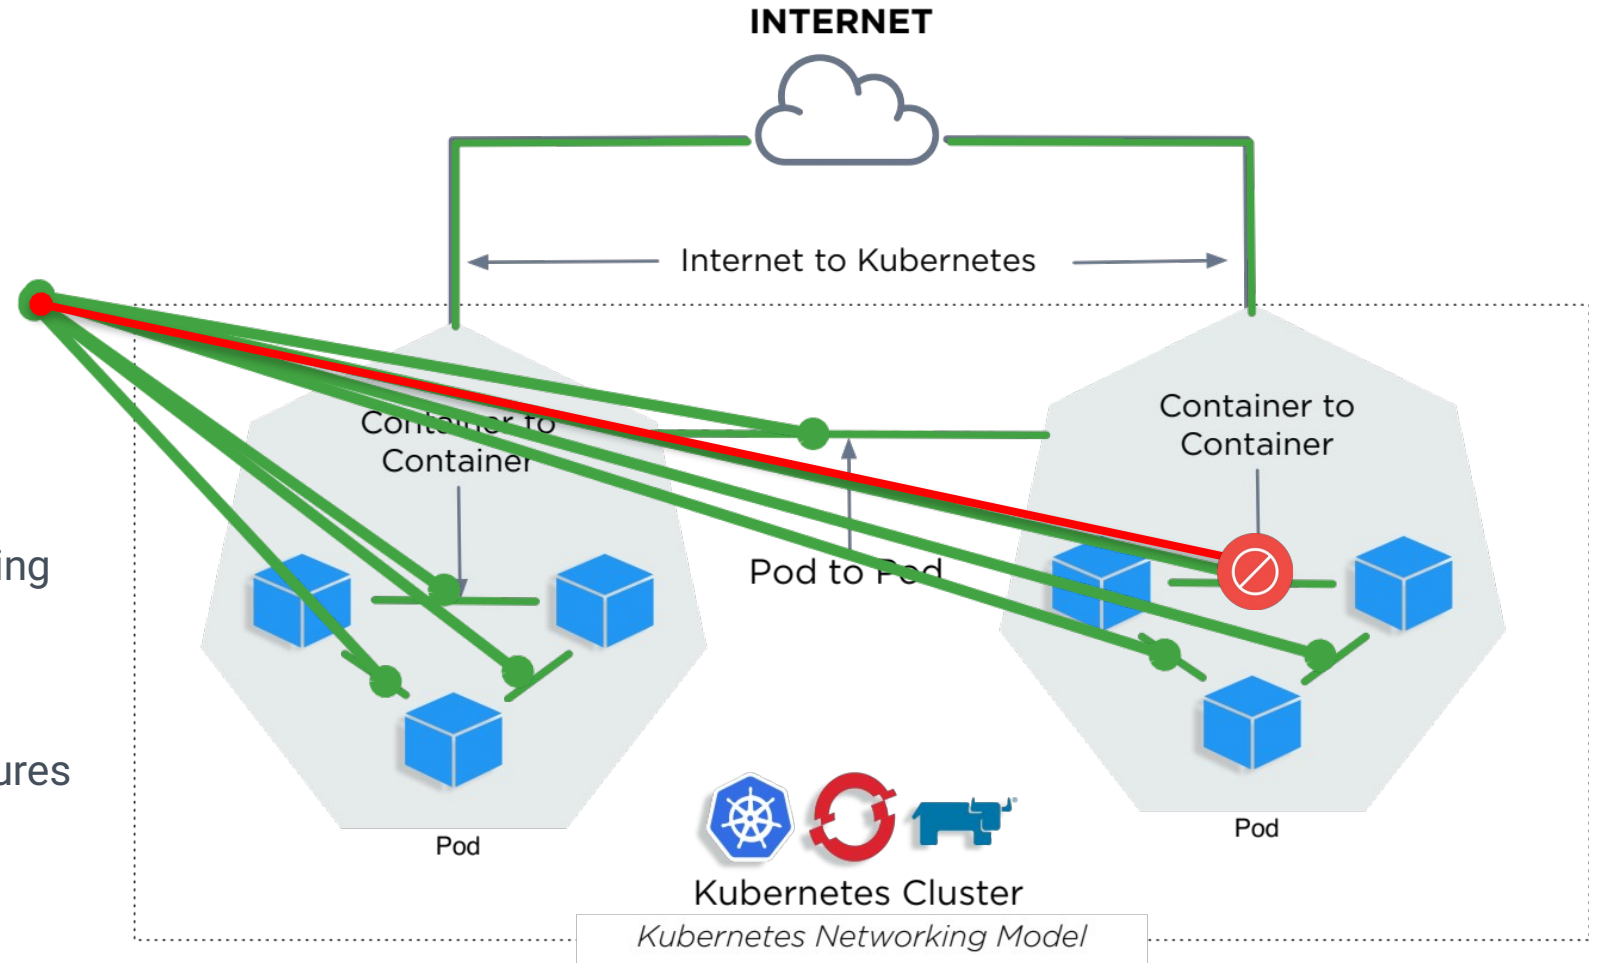 INTERNET
Internet to Kubernetes
Container to
Container
Container to
Container
ing
Pod to Pod
ures
Pod
Pod
Kubernetes Cluster
Kubernetes Networking Model